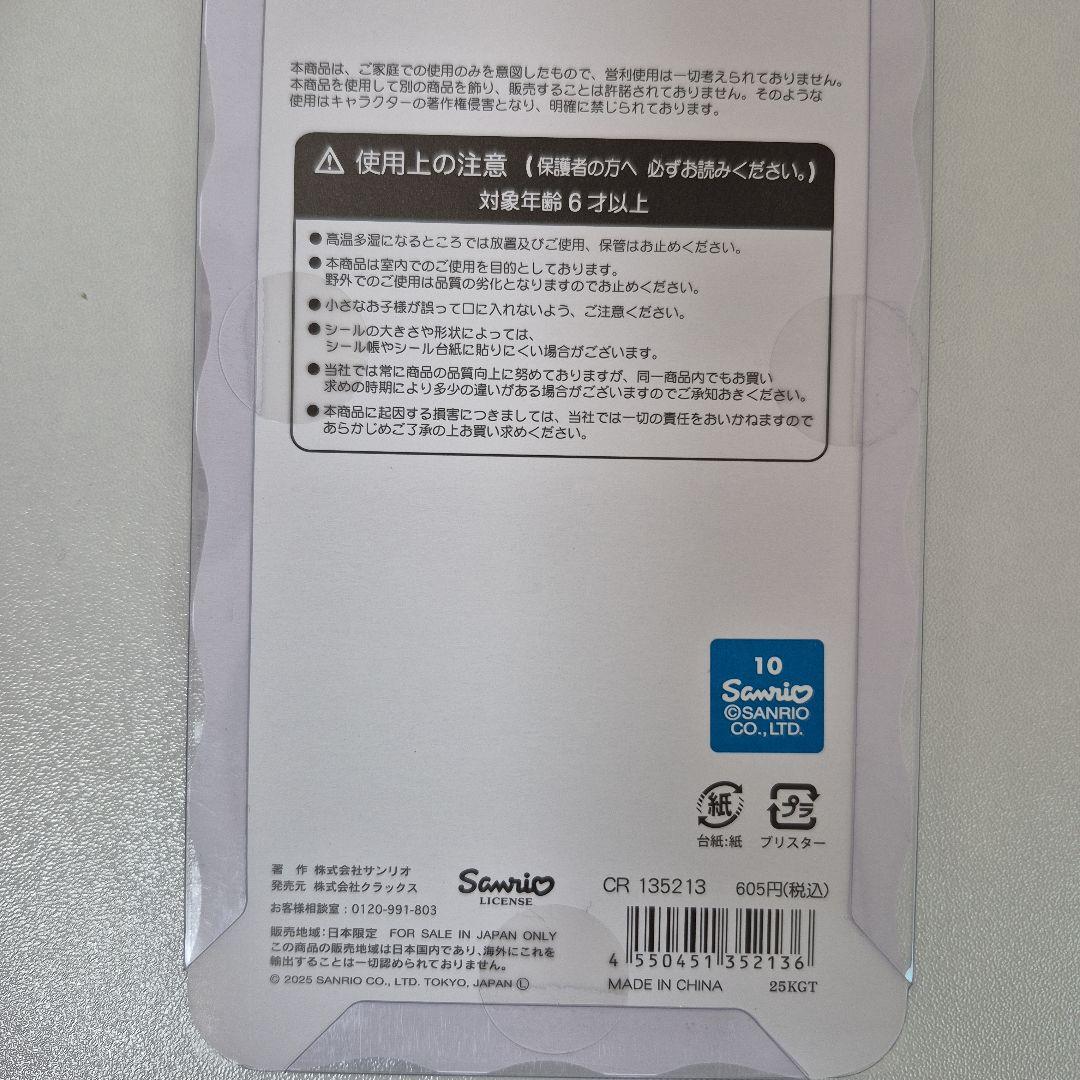 本商品は、ご家庭での使用のみを意図したもので、営利使用は一切考えられておりません。
本商品を使用して別の商品を飾り、販売することは許諾されておりません。そのような
使用はキャラクターの著作権侵害となり、明確に禁じられております。
使用上の注意 (保護者の方へ 必ずお読みください。)
対象年齢6才以上
●高温多湿になるところでは放置及びご使用、保管はお止めください。
●本商品は室内でのご使用を目的としております。
野外でのご使用は品質の劣化となりますのでお止めください。
●小さなお子様が誤って口に入れないよう、ご注意ください。
●シールの大きさや形状によっては、
シール帳やシール台紙に貼りにくい場合がございます。
●当社では常に商品の品質向上に努めておりますが、同一商品内でもお買い
求めの時期により多少の違いがある場合がございますのでご承知おきください。
●本商品に起因する損害につきましては、当社では一切の責任をおいかねますので
あらかじめご了承の上お買い求めください。
10
Sanrio
©SANRIO
CO.,LTD.
紙
プラ
台紙:紙
ブリスター
著 作 株式会社サンリオ
発売元 株式会社クラックス
お客様相談室:0120-991-803
Sanrio
LICENSE
CR 135213
605円(税込)
販売地域:日本限定 FOR SALE IN JAPAN ONLY
この商品の販売地域は日本国内であり、海外にこれを
輸出することは一切認められておりません。
© 2025 SANRIO CO., LTD. TOKYO, JAPAN Ⓛ
4 550451 352136
MADE IN CHINA
25KGT